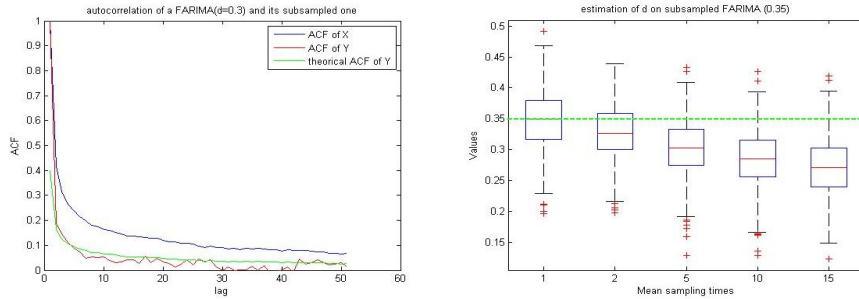 autocorrelation of a FARIMA(d=0.3) and its subsampled one
ACF of X
ACF of Y
theorical ACF of Y
1
0.9
0.8
0.7
0.6
0.5
0.4
0.3
0.2
0.1
0
ACF
0 10 20 30 40 50 60
lag
estimation of d on subsampled FARIMA (0.35)
0.5
0.45
0.4
0.35
0.3
0.25
0.2
0.15
Values
1 2 5 10 15
Mean sampling times